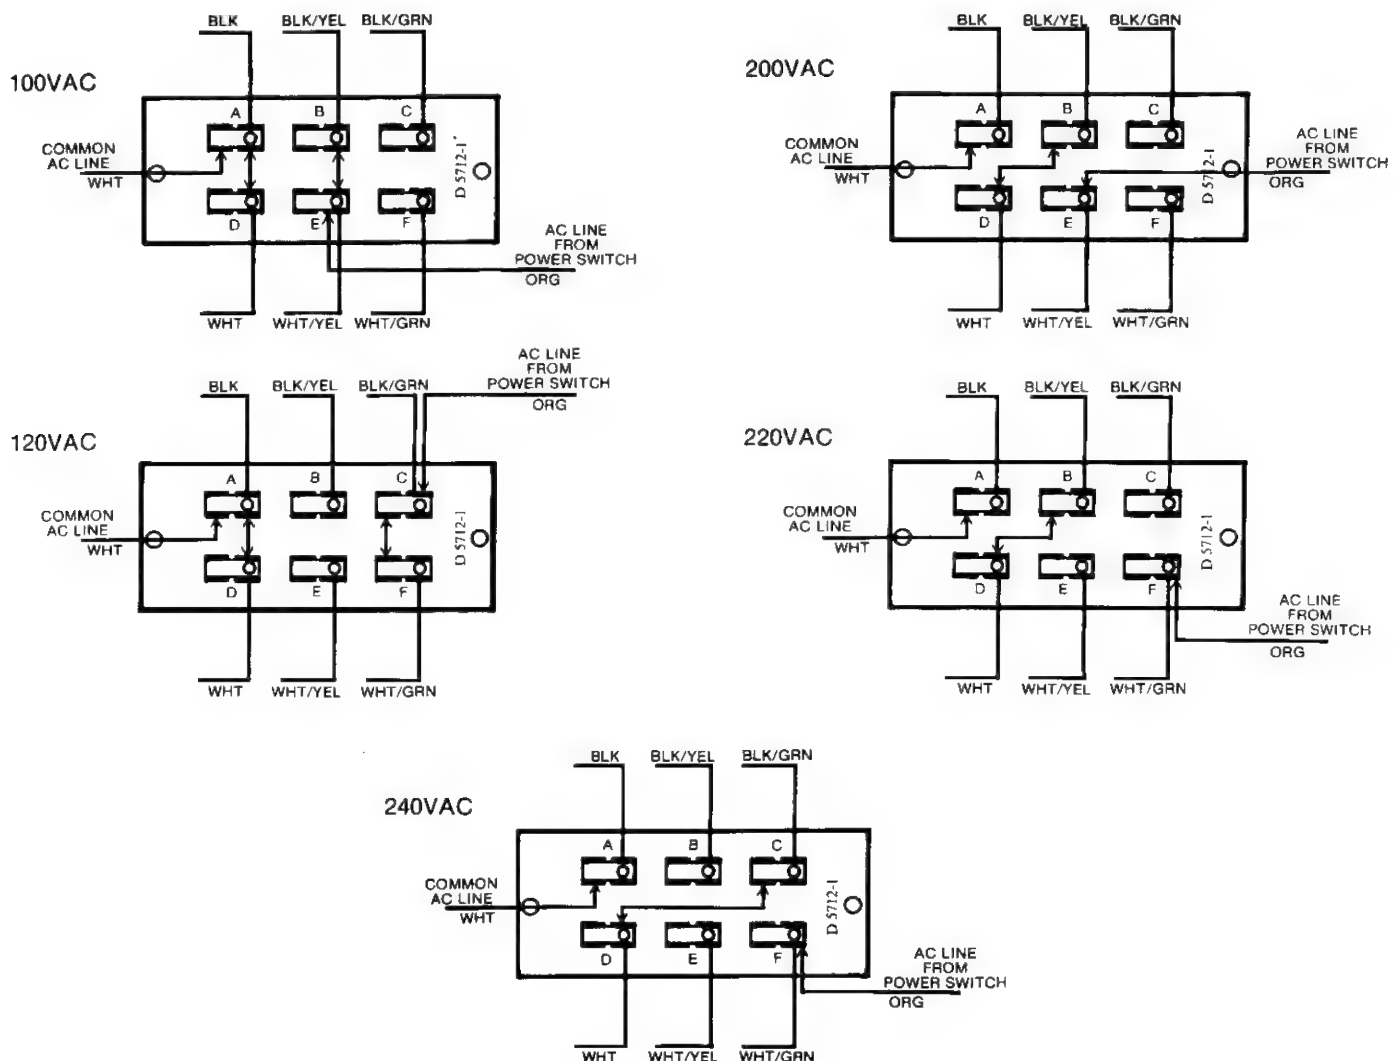 100VAC
BLK
BLK/YEL
BLK/GRN
A
B
C
COMMON
AC LINE
WHT
D
E
F
D 5712-1
AC LINE
FROM
POWER SWITCH
ORG
WHT
WHT/YEL
WHT/GRN
200VAC
BLK
BLK/YEL
BLK/GRN
A
B
C
COMMON
AC LINE
WHT
D
E
F
D 5712-1
AC LINE
FROM
POWER SWITCH
ORG
WHT
WHT/YEL
WHT/GRN
120VAC
BLK
BLK/YEL
BLK/GRN
AC LINE
FROM
POWER SWITCH
ORG
A
B
C
COMMON
AC LINE
WHT
D
E
F
D 5712-1
WHT
WHT/YEL
WHT/GRN
220VAC
BLK
BLK/YEL
BLK/GRN
A
B
C
COMMON
AC LINE
WHT
D
E
F
D 5712-1
AC LINE
FROM
POWER SWITCH
ORG
WHT
WHT/YEL
WHT/GRN
240VAC
BLK
BLK/YEL
BLK/GRN
A
B
C
COMMON
AC LINE
WHT
D
E
F
D 5712-1
AC LINE
FROM
POWER SWITCH
ORG
WHT
WHT/YEL
WHT/GRN